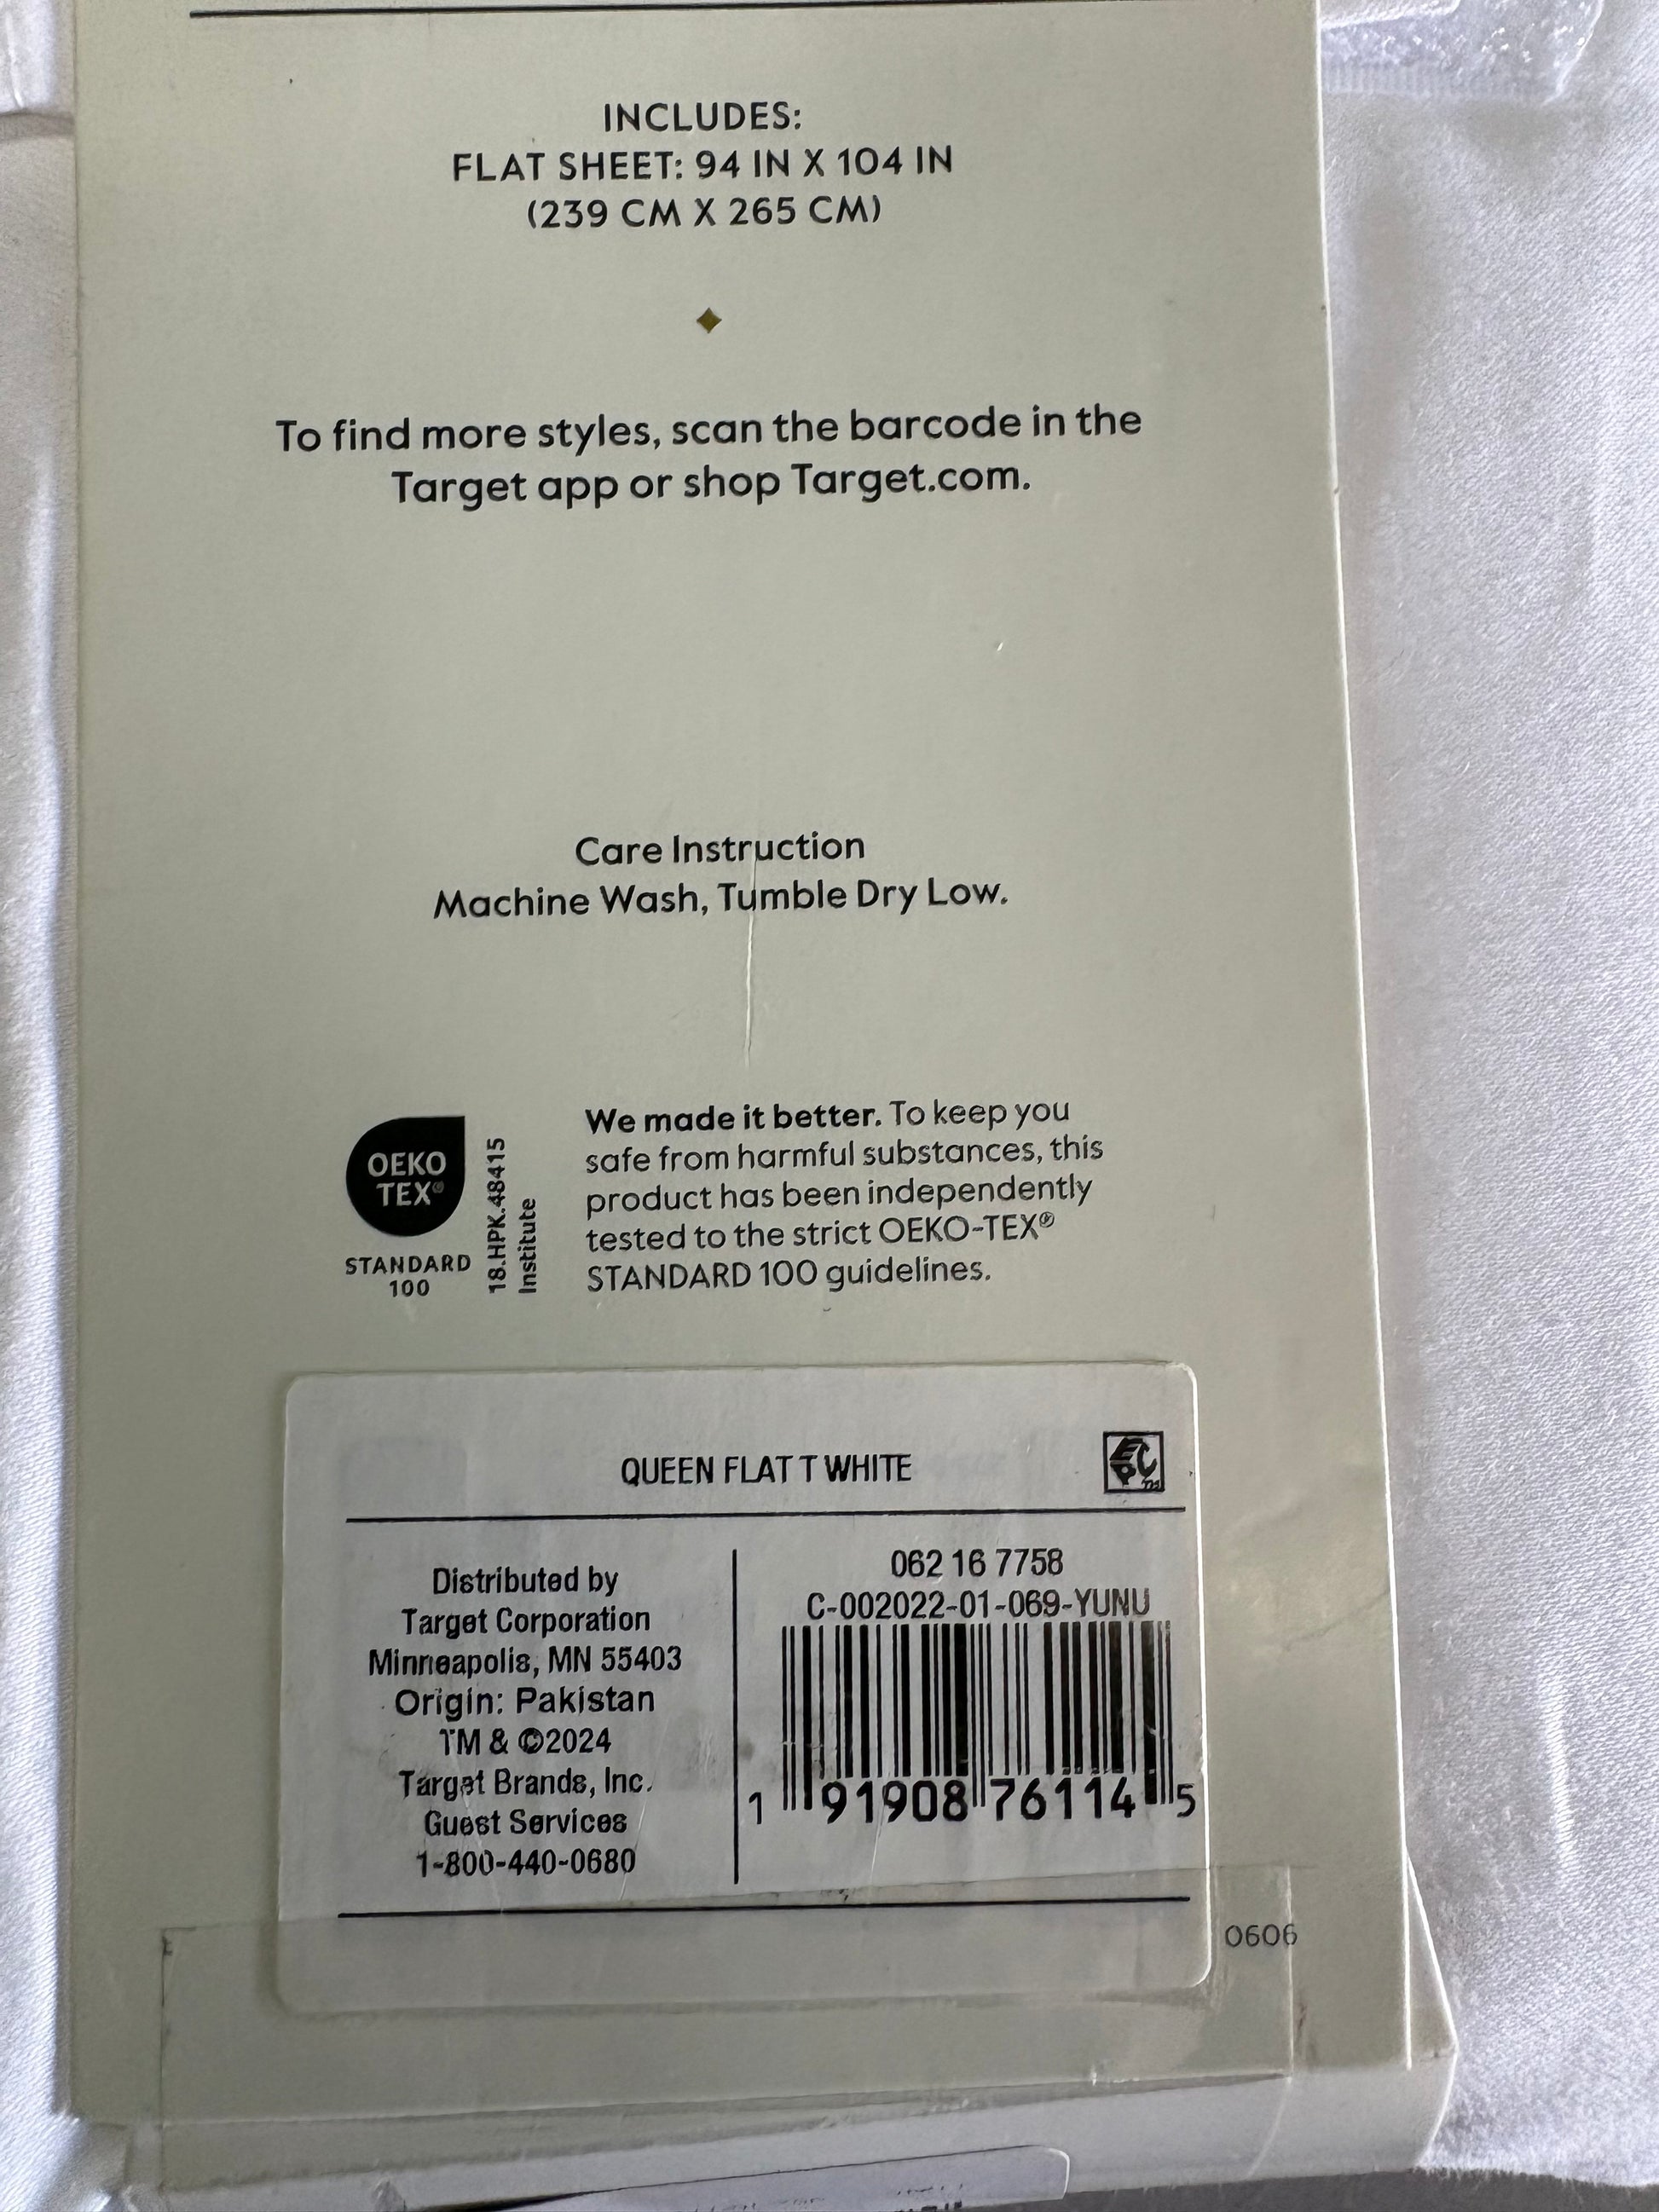 INCLUDES:
FLAT SHEET: 94 IN X 104 IN
(239 CM X 265 CM)
To find more styles, scan the barcode in the
Target app or shop Target.com.
Care Instruction
Machine Wash, Tumble Dry Low.
OEKO
TEX®
STANDARD
100
18.HPK.48415
Institute
We made it better. To keep you
safe from harmful substances, this
product has been independently
tested to the strict OEKO-TEX®
STANDARD 100 guidelines.
QUEEN FLAT T WHITE
EPC TM
Distributed by
Target Corporation
Minneapolis, MN 55403
Origin: Pakistan
TM & ©2024
Target Brands, Inc.
Guest Services
1-800-440-0680
062 16 7758
C-002022-01-069-YUNU
1 91908 76114 5
0606